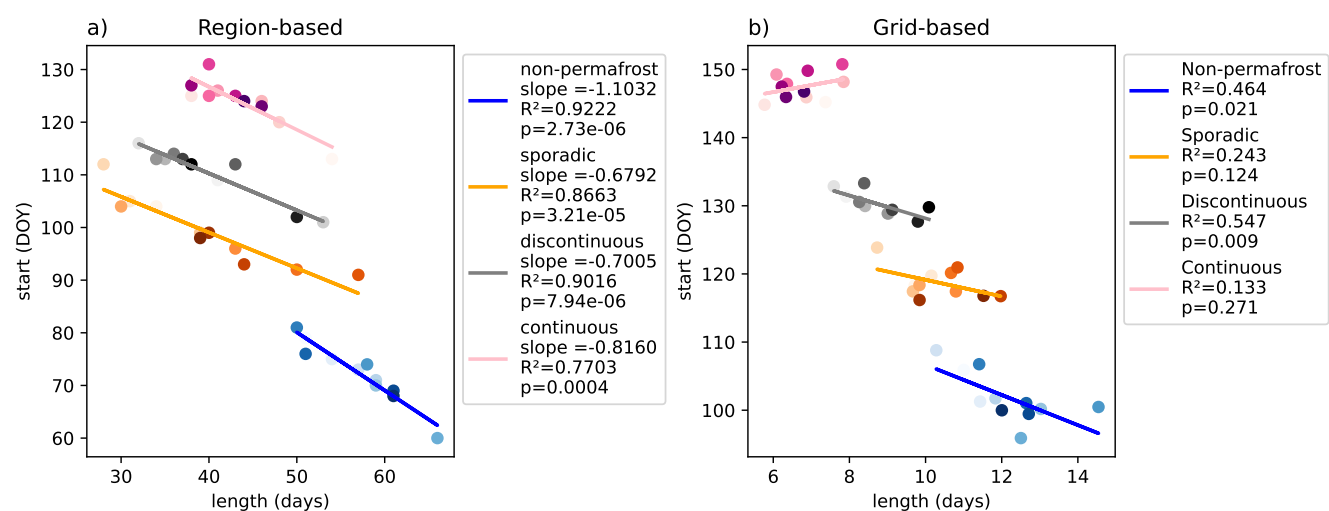 a)
Region-based
130
120
110
100
90
80
70
60
start (DOY)
30
40
50
60
length (days)
non-permafrost
slope =-1.1032
R²=0.9222
p=2.73e-06
sporadic
slope =-0.6792
R²=0.8663
p=3.21e-05
discontinuous
slope =-0.7005
R²=0.9016
p=7.94e-06
continuous
slope =-0.8160
R²=0.7703
p=0.0004
b)
Grid-based
150
140
130
120
110
100
start (DOY)
6
8
10
12
14
length (days)
Non-permafrost
R²=0.464
p=0.021
Sporadic
R²=0.243
p=0.124
Discontinuous
R²=0.547
p=0.009
Continuous
R²=0.133
p=0.271